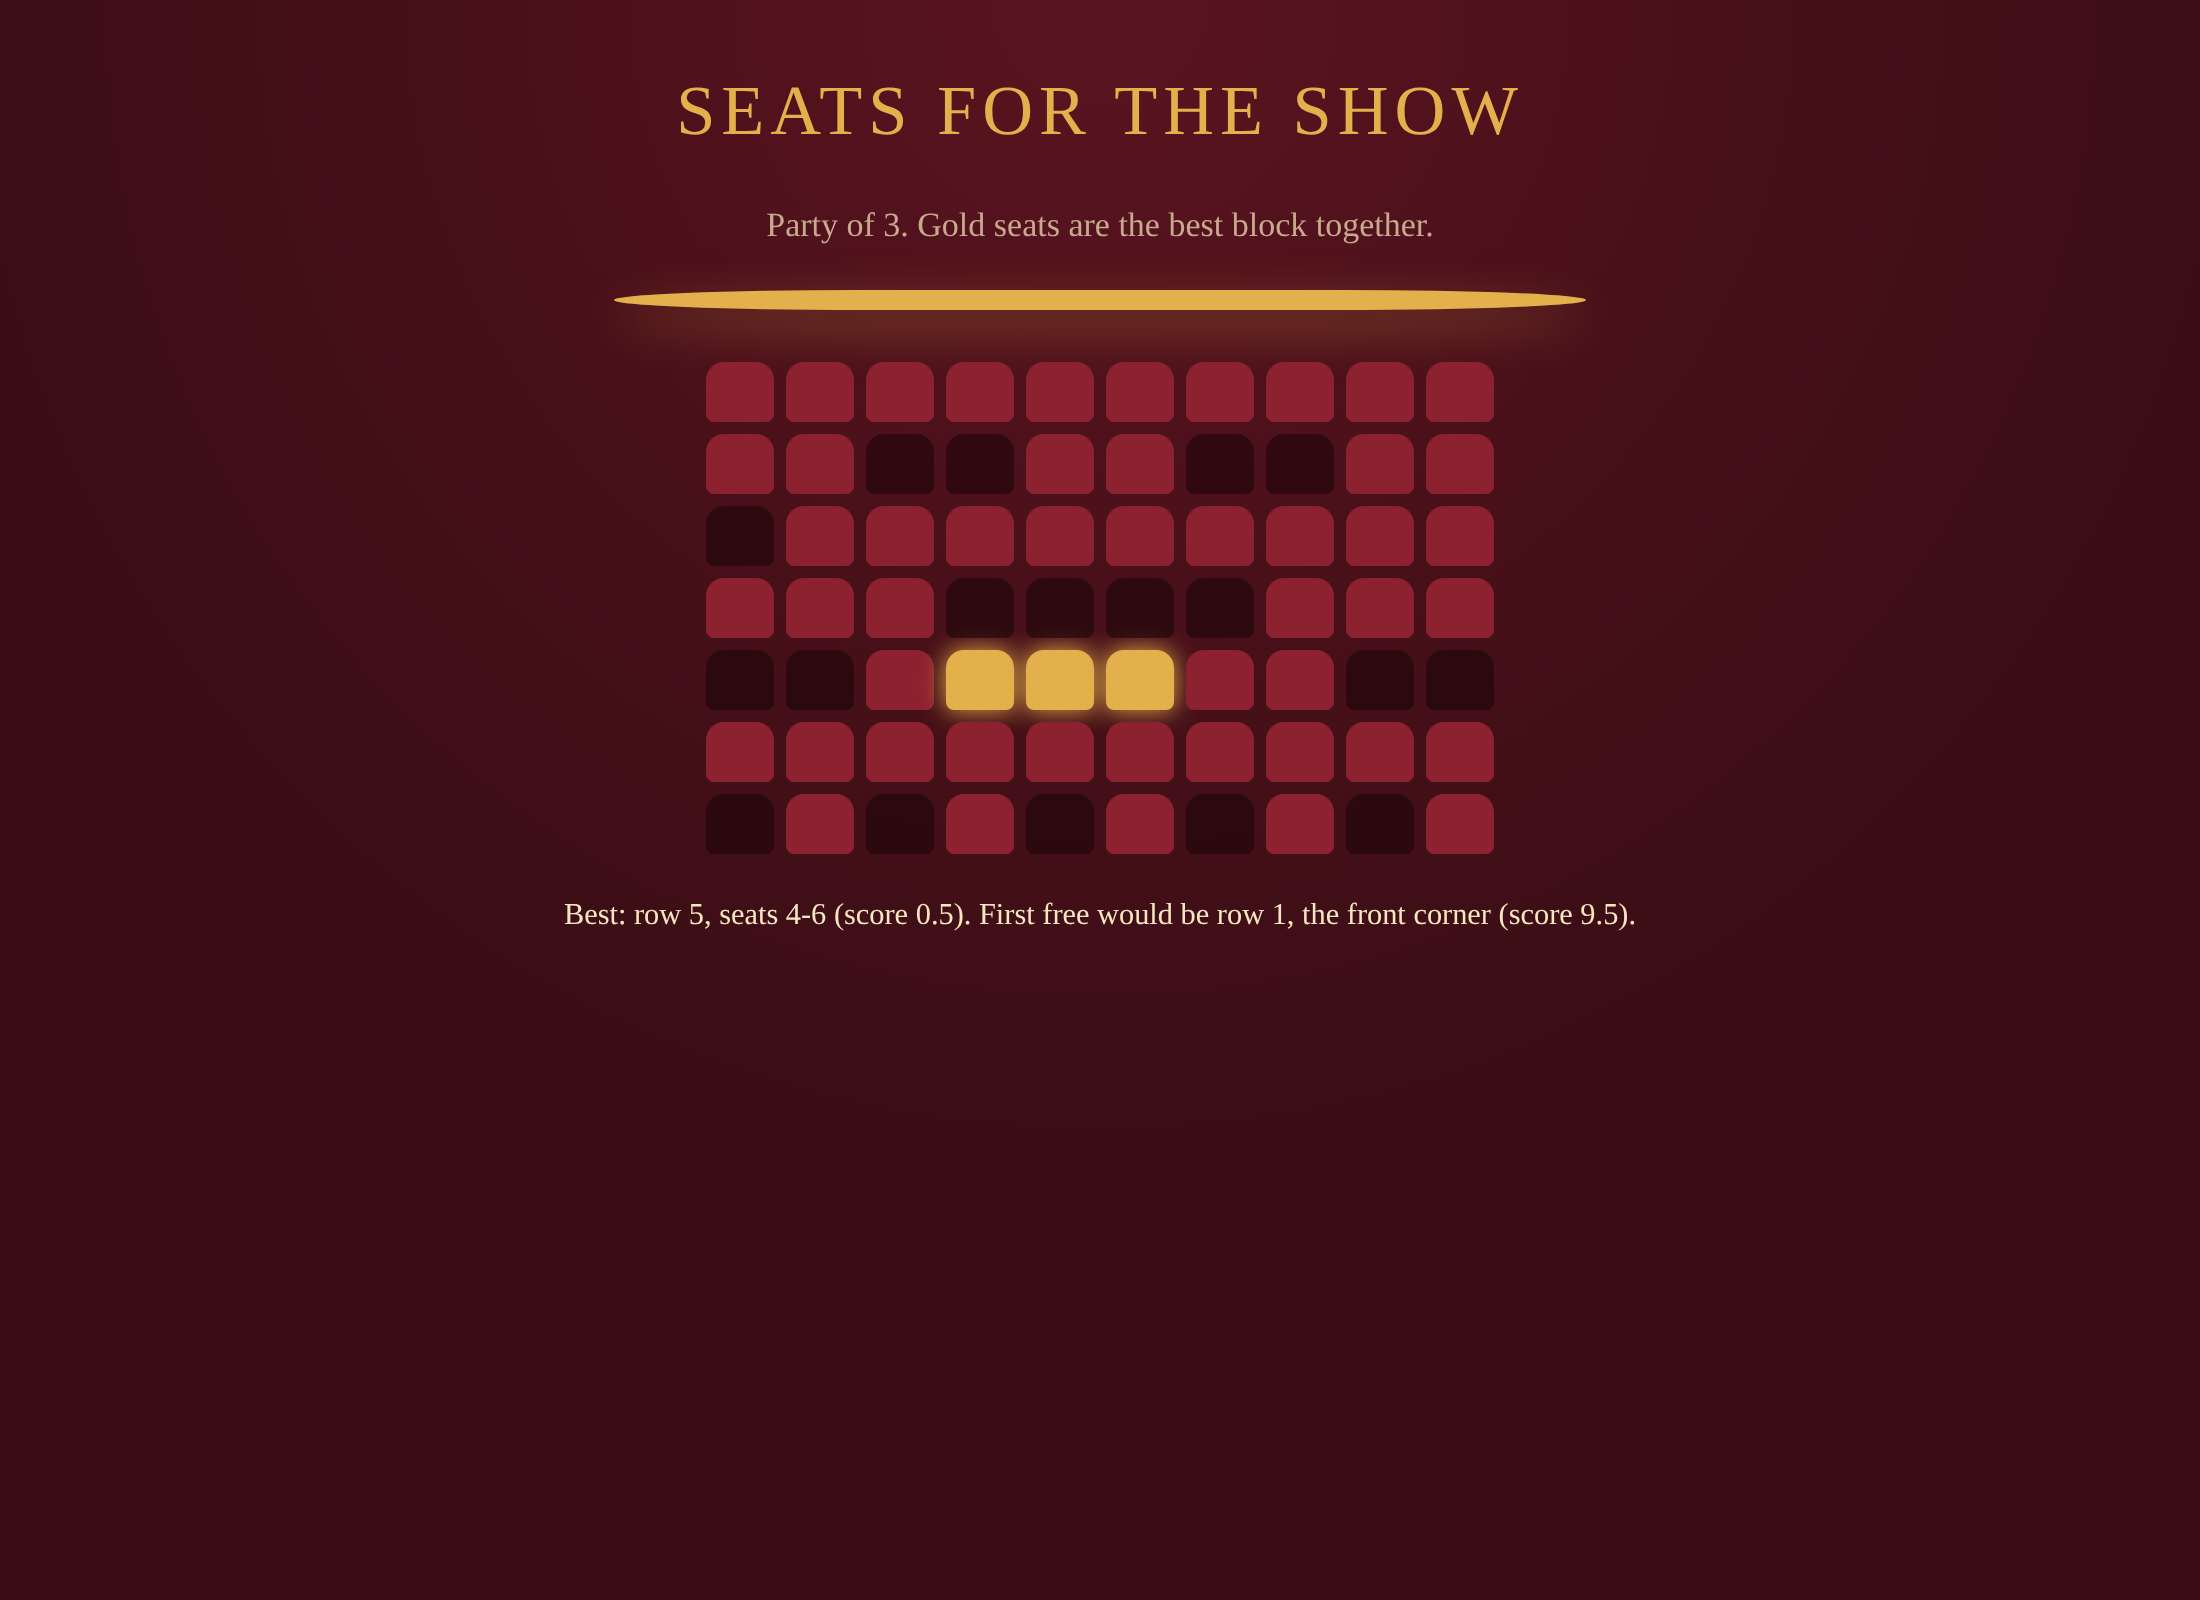 SEATS FOR THE SHOW
Party of 3. Gold seats are the best block together.
Best: row 5, seats 4-6 (score 0.5). First free would be row 1, the front corner (score 9.5).